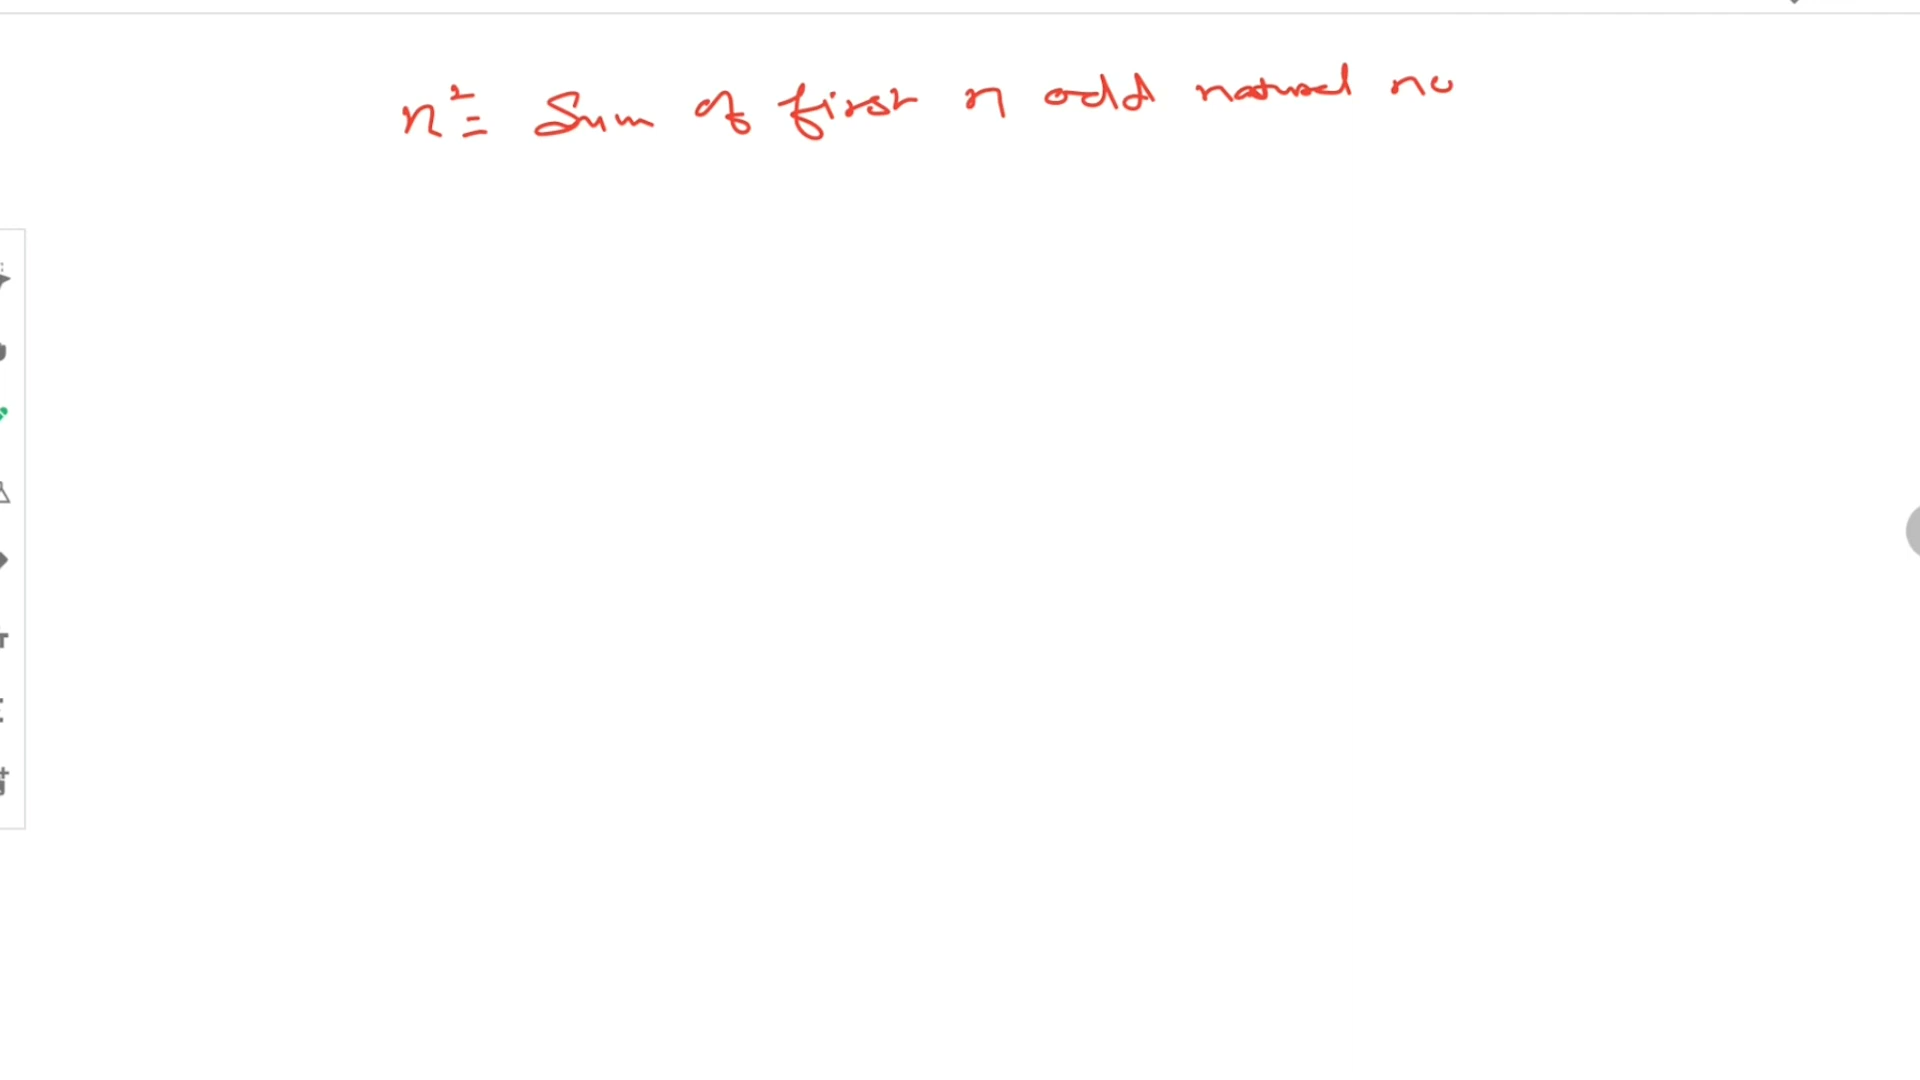 n² = Sum of first n odd natural no